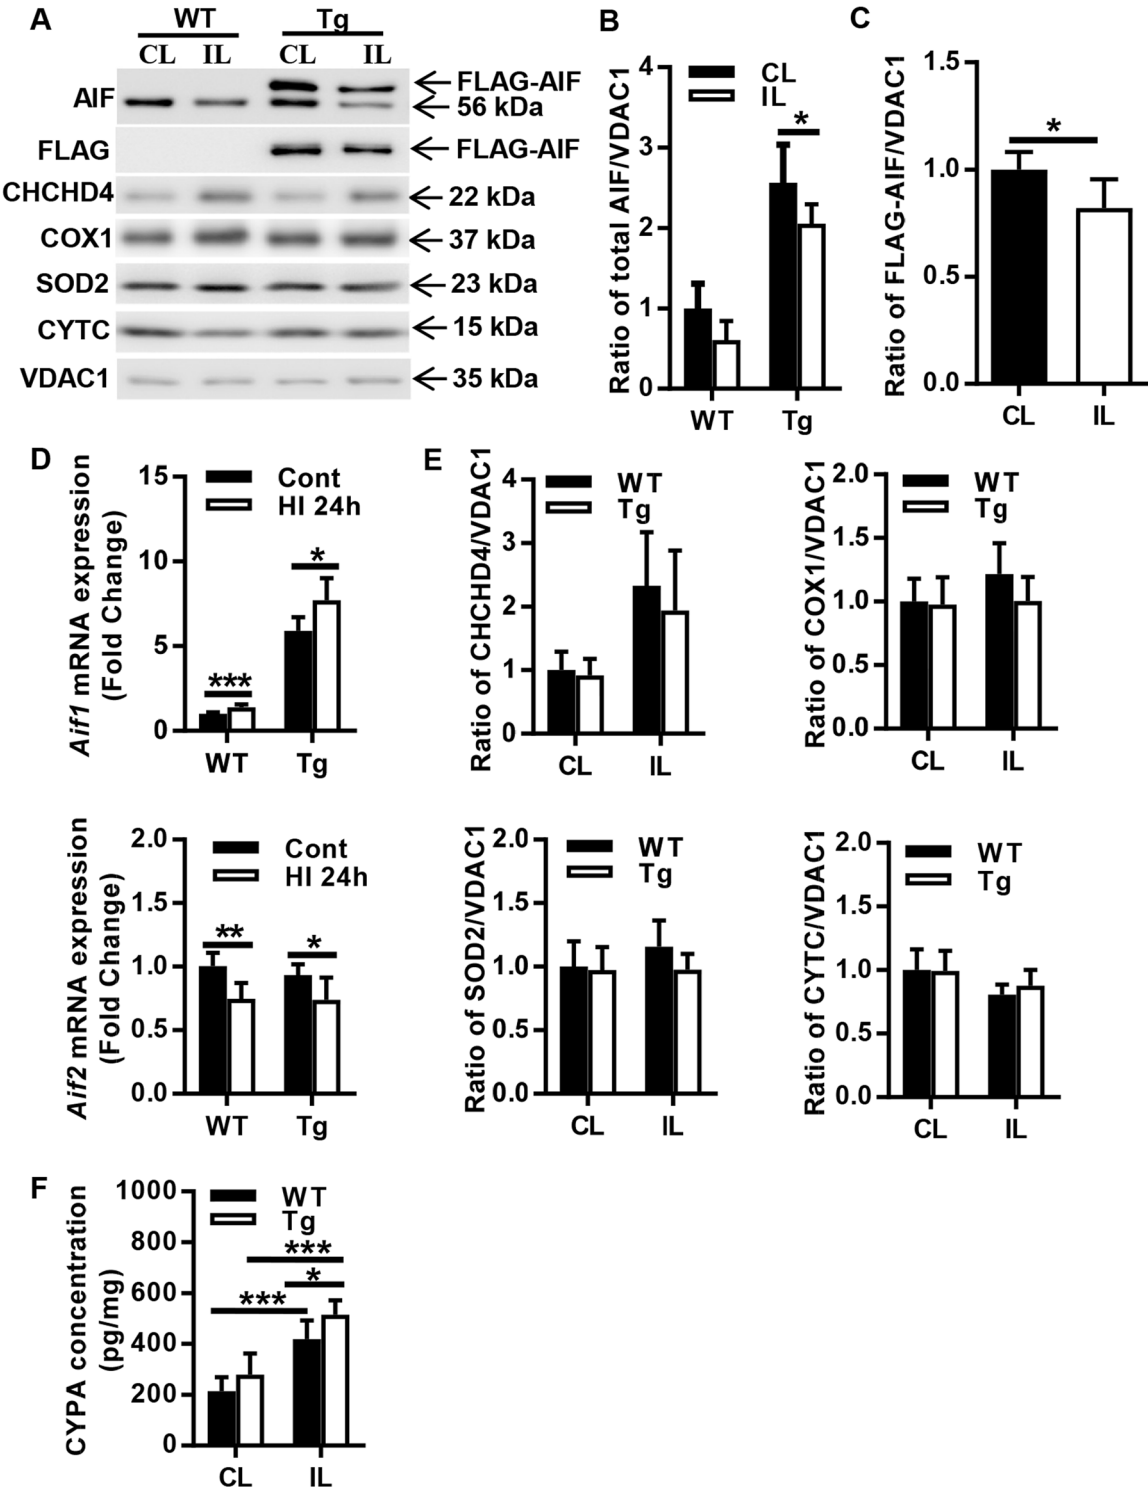 A
WT Tg
CL IL CL IL
AIF
FLAG-AIF
56 kDa
FLAG
FLAG-AIF
CHCHD4
22 kDa
COX1
37 kDa
SOD2
23 kDa
CYTC
15 kDa
VDAC1
35 kDa
B
Ratio of total AIF/VDAC1
4
3
2
1
0
CL
IL
*
WT Tg
C
Ratio of FLAG-AIF/VDAC1
1.5
1.0
0.5
0.0
*
CL IL
D
Aif1 mRNA expression
(Fold Change)
15
10
5
0
Cont
HI 24h
***
*
WT Tg
Aif2 mRNA expression
(Fold Change)
2.0
1.5
1.0
0.5
0.0
Cont
HI 24h
**
*
WT Tg
E
Ratio of CHCHD4/VDAC1
4
3
2
1
0
WT
Tg
CL IL
Ratio of COX1/VDAC1
2.0
1.5
1.0
0.5
0.0
WT
Tg
CL IL
Ratio of SOD2/VDAC1
2.0
1.5
1.0
0.5
0.0
WT
Tg
CL IL
Ratio of CYTC/VDAC1
2.0
1.5
1.0
0.5
0.0
WT
Tg
CL IL
F
CYPA concentration
(pg/mg)
1000
800
600
400
200
0
WT
Tg
***
*
***
CL IL